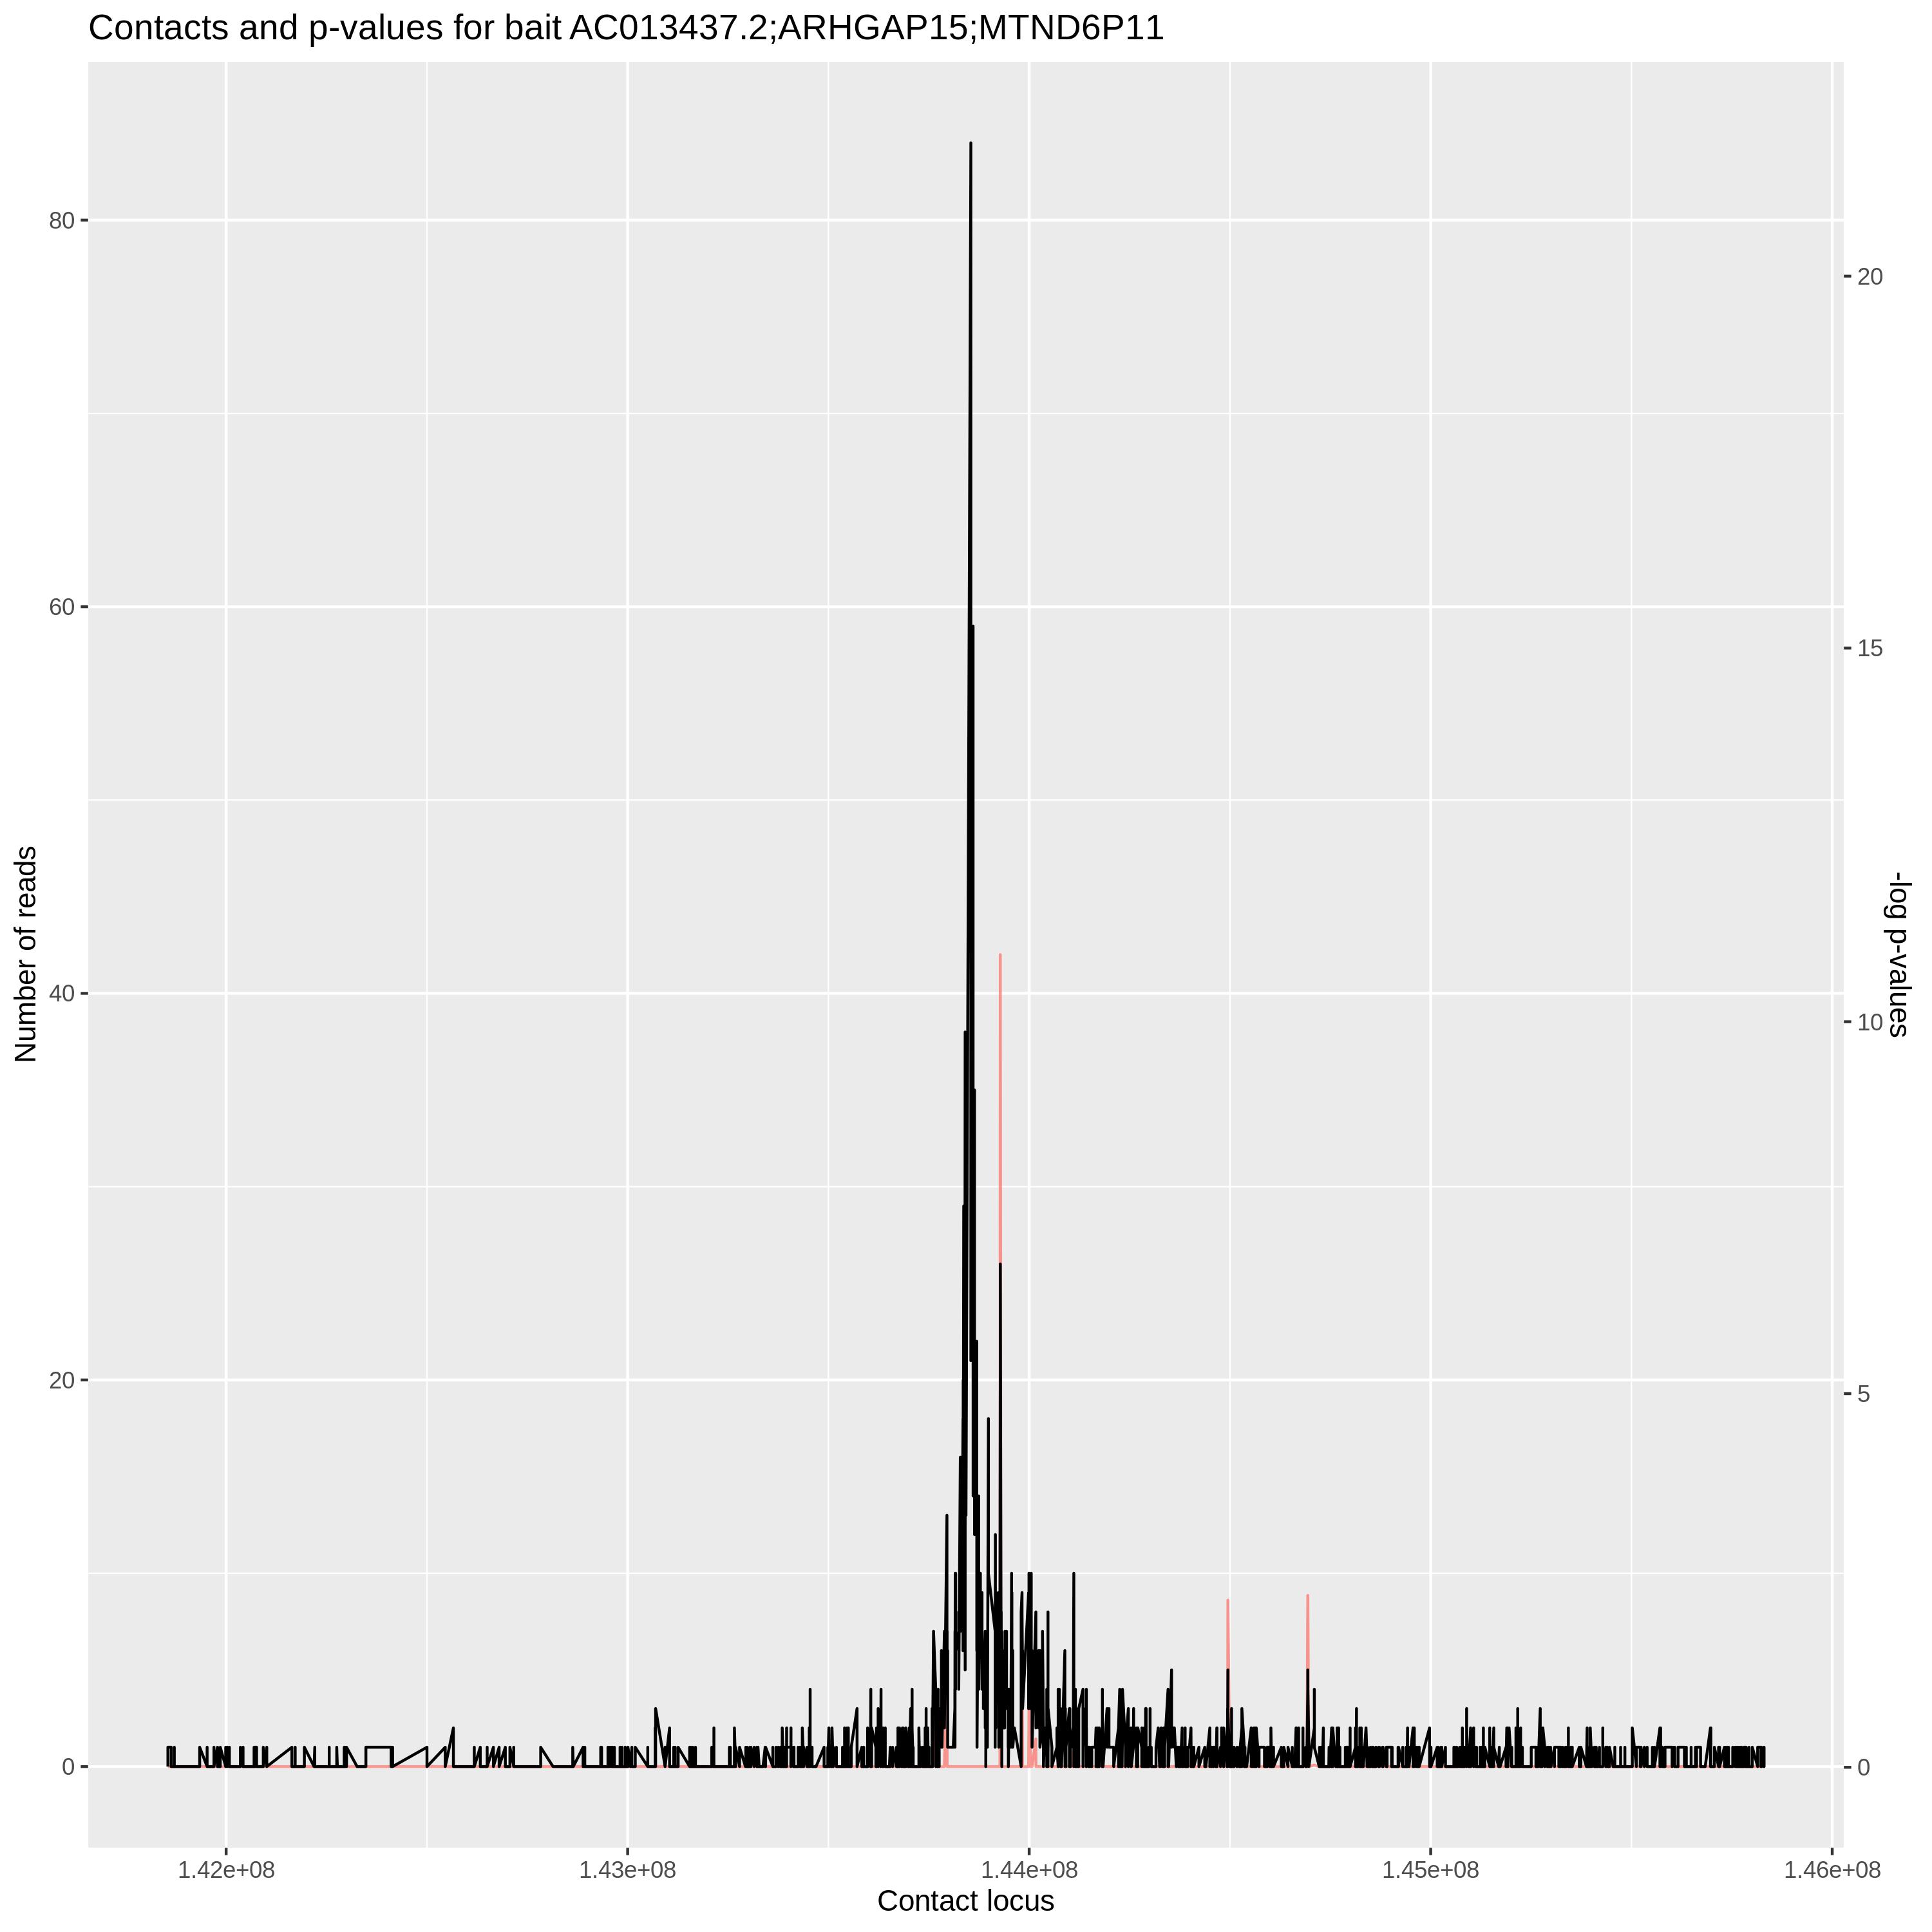 Contacts and p-values for bait AC013437.2;ARHGAP15;MTND6P11
80
60
40
20
0
Number of reads
20
15
10
5
0
-log p-values
1.42e+08
1.43e+08
1.44e+08
1.45e+08
1.46e+08
Contact locus